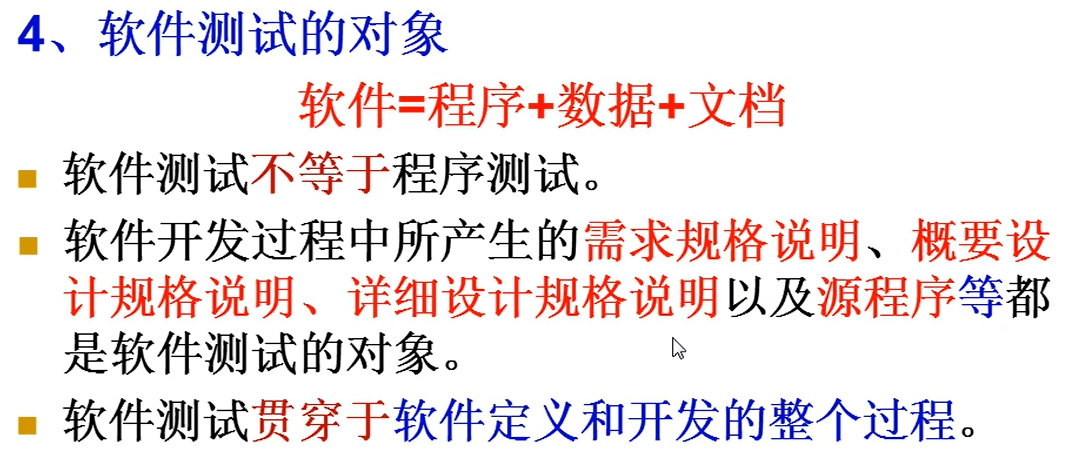 4、软件测试的对象
软件=程序+数据+文档
软件测试不等于程序测试。
软件开发过程中所产生的需求规格说明、概要设
计规格说明、详细设计规格说明以及源程序等都
是软件测试的对象。
软件测试贯穿于软件定义和开发的整个过程。